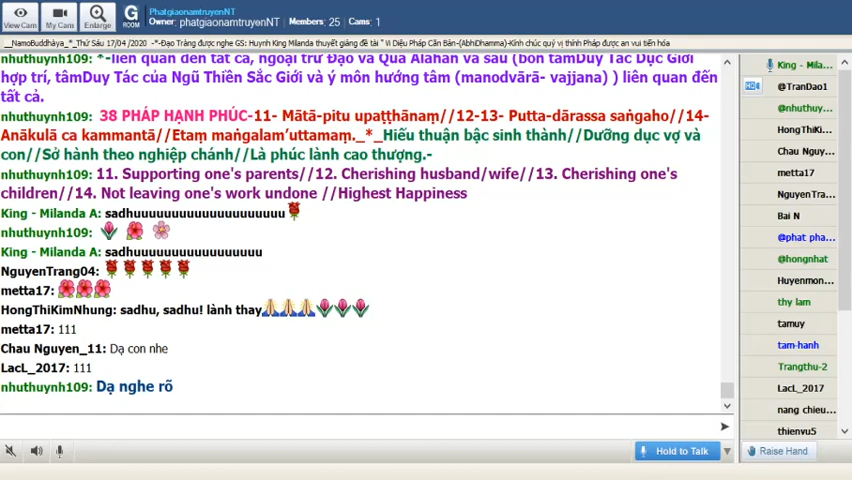 PhatgiaonamtruyenNT
Owner: phatgiaonamtruyenNT | Members: 25 | Cams: 1
View Cam My Cam Enlarge ROOM
__NamoBuddhàya_*_Thứ Sáu 17/04 /2020 -*-Đạo Tràng được nghe GS: Huynh King Milanda thuyết giảng đề tài " Vi Diệu Pháp Căn Bản-(AbhiDhamma)-Kính chúc quý vị thính Pháp được an vui tiến hóa
nhuthuynh109: *-liên quan đến tất cả, ngoại trừ Đạo và Quả Alahán và sáu (bốn tâmDuy Tác Dục Giới
hợp trí, tâmDuy Tác của Ngũ Thiền Sắc Giới và ý môn hướng tâm (manodvārā- vajjana) ) liên quan đến
tất cả.
nhuthuynh109: 38 PHÁP HẠNH PHÚC-11- Mātā-pitu upaṭṭhānaṃ//12-13- Putta-dārassa saṅgaho//14-
Anākulā ca kammantā//Etaṃ maṅgalam’uttamaṃ._*_Hiếu thuận bậc sinh thành//Dưỡng dục vợ và
con//Sở hành theo nghiệp chánh//Là phúc lành cao thượng.-
nhuthuynh109: 11. Supporting one's parents//12. Cherishing husband/wife//13. Cherishing one's
children//14. Not leaving one's work undone //Highest Happiness
King - Milanda A: sadhuuuuuuuuuuuuuuuuuuuu
nhuthuynh109:
King - Milanda A: sadhuuuuuuuuuuuuuuuuu
NguyenTrang04:
metta17:
HongThiKimNhung: sadhu, sadhu! lành thay
metta17: 111
Chau Nguyen_11: Dạ con nhe
LacL_2017: 111
nhuthuynh109: Dạ nghe rõ
King - Mila...
@TranDao1
@nhuthuy...
HongThiK...
Chau Nguy...
metta17
NguyenTra...
Bai N
@phat pha...
@hongnhat
Huyenmon...
thy lam
tamuy
tam-hanh
Trangthu-2
LacL_2017
nang chieu...
thienvu5
Hold to Talk
Raise Hand